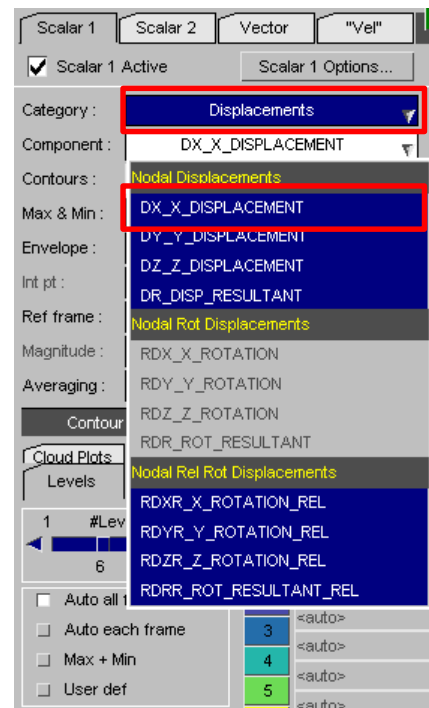 Scalar 1 Scalar 2 Vector "Vel"
Scalar 1 Active Scalar 1 Options...
Category : Displacements
Component : DX_X_DISPLACEMENT
Contours : Nodal Displacements
Max & Min : DX_X_DISPLACEMENT
DY_Y_DISPLACEMENT
Envelope : DZ_Z_DISPLACEMENT
Int pt : DR_DISP_RESULTANT
Ref frame : Nodal Rot Displacements
Magnitude : RDX_X_ROTATION
Averaging : RDY_Y_ROTATION
RDZ_Z_ROTATION
Contour RDR_ROT_RESULTANT
Cloud Plots Nodal Rel Rot Displacements
Levels RDXR_X_ROTATION_REL
1 #Lev RDYR_Y_ROTATION_REL
6 RDZR_Z_ROTATION_REL
Auto all RDRR_ROT_RESULTANT_REL
Auto each frame 3 <auto>
Max + Min 4 <auto>
User def 5 <auto>
<auto>